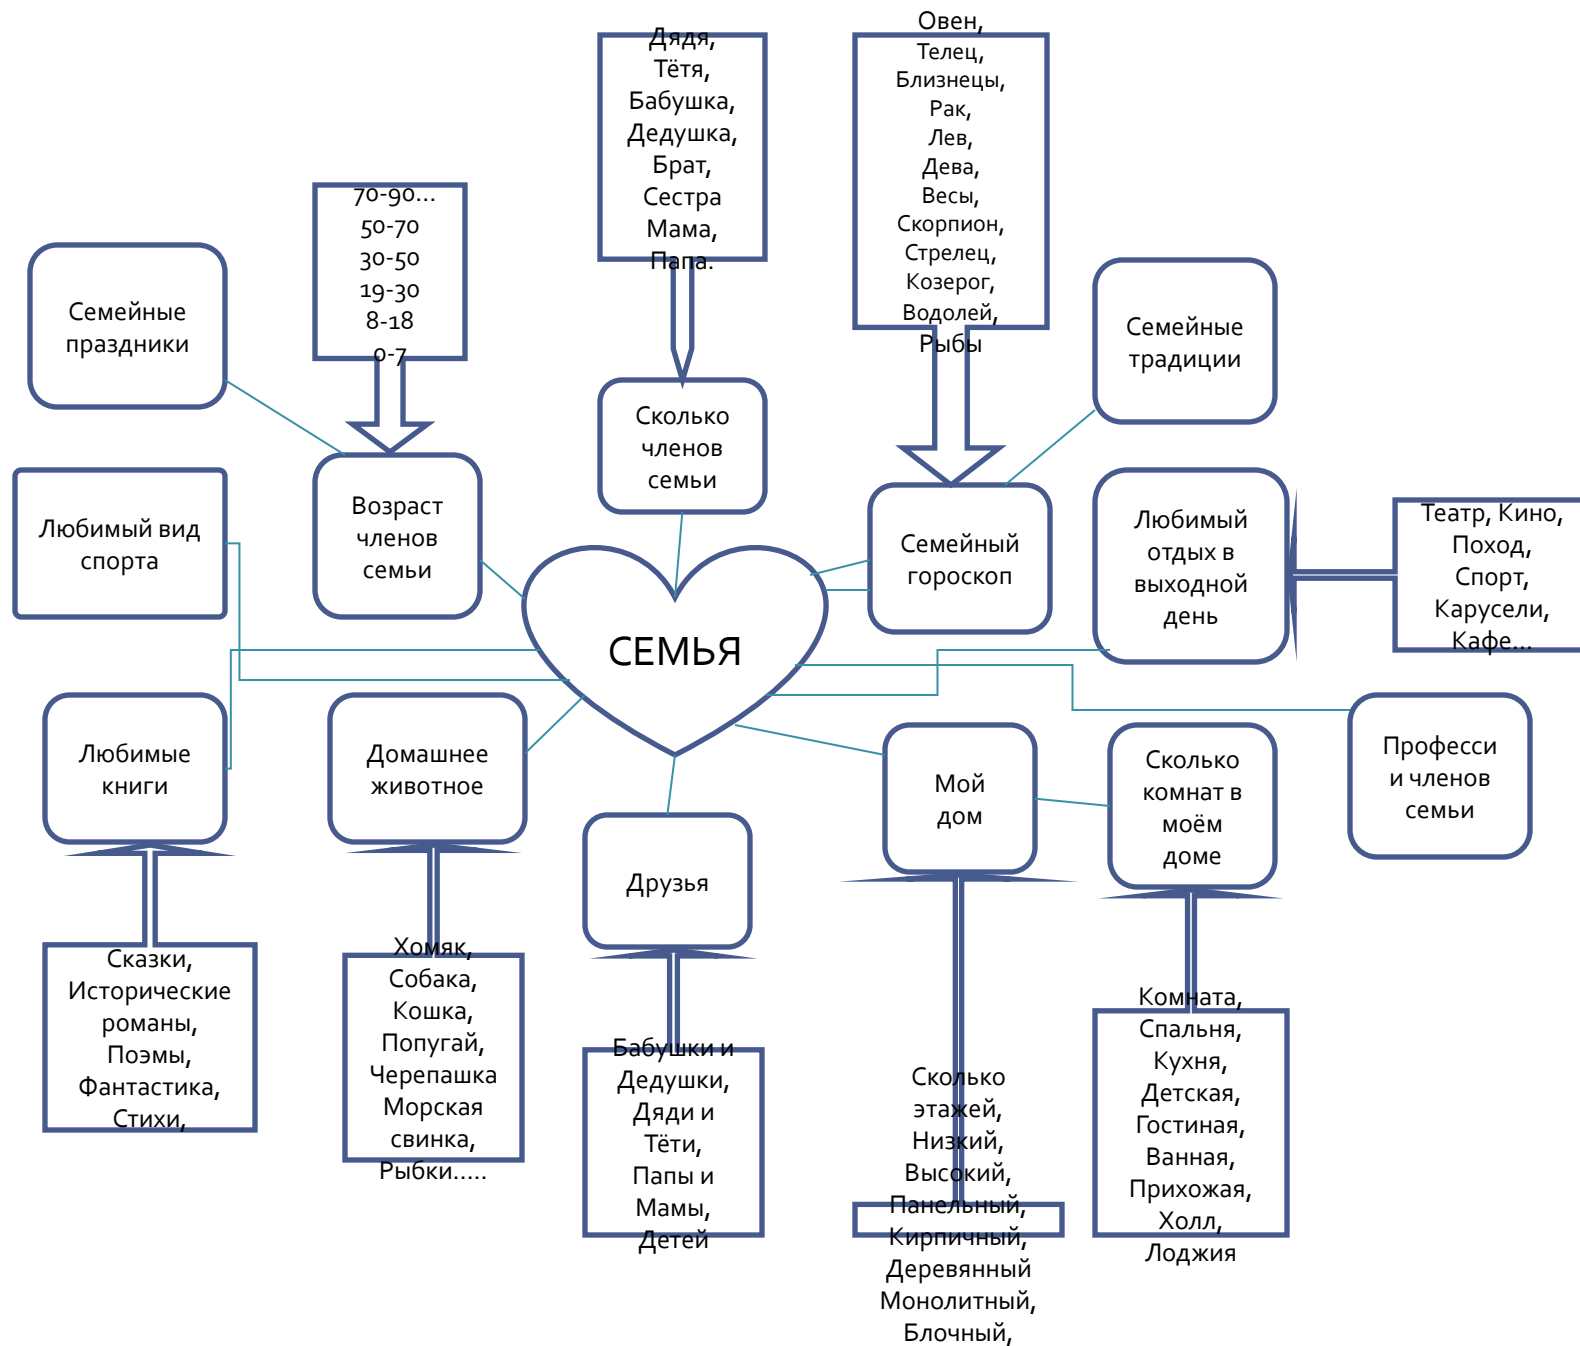 Дядя,
Тётя,
Бабушка,
Дедушка,
Брат,
Сестра
Мама,
Папа.
Овен,
Телец,
Близнецы,
Рак,
Лев,
Дева,
Весы,
Скорпион,
Стрелец,
Козерог,
Водолей,
Рыбы
70-90...
50-70
30-50
19-30
8-18
0-7
Семейные
праздники
Сколько
членов
семьи
Семейные
традиции
Любимый вид
спорта
Возраст
членов
семьи
Семейный
гороскоп
Любимый
отдых в
выходной
день
Театр, Кино,
Поход,
Спорт,
Карусели,
Кафе...
СЕМЬЯ
Любимые
книги
Домашнее
животное
Друзья
Мой
дом
Сколько
комнат в
моём
доме
Професси
и членов
семьи
Сказки,
Исторические
романы,
Поэмы,
Фантастика,
Стихи,
Хомяк,
Собака,
Кошка,
Попугай,
Черепашка
Морская
свинка,
Рыбки.....
Бабушки и
Дедушки,
Дяди и
Тёти,
Папы и
Мамы,
Детей
Сколько
этажей,
Низкий,
Высокий,
Панельный,
Кирпичный,
Деревянный
Монолитный,
Блочный,
Комната,
Спальня,
Кухня,
Детская,
Гостиная,
Ванная,
Прихожая,
Холл,
Лоджия